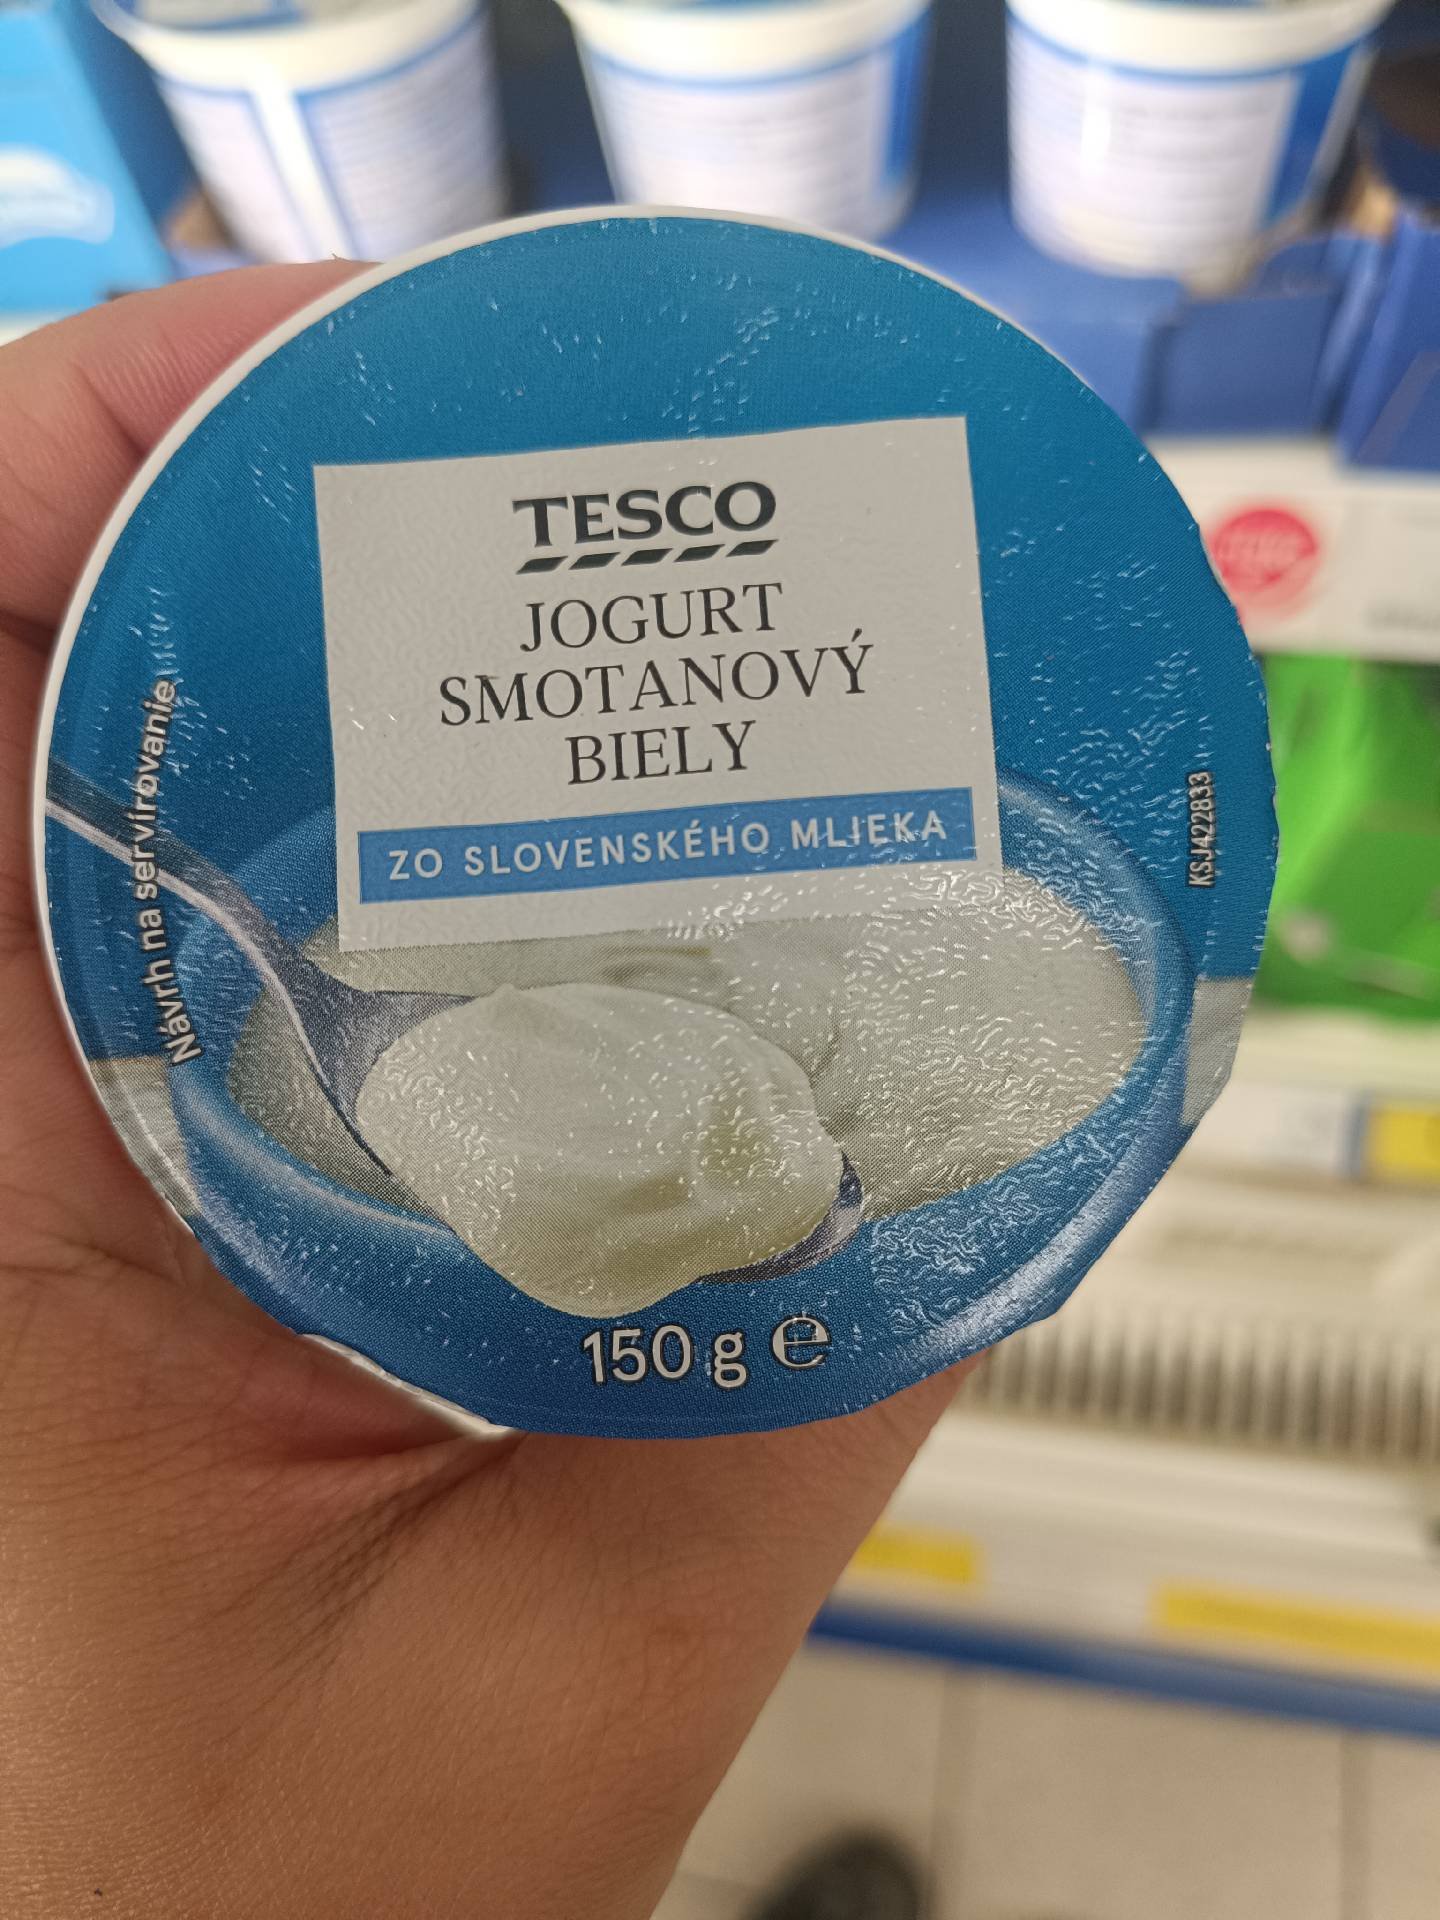 TESCO
JOGURT
SMOTANOVÝ
BIELY
ZO SLOVENSKÉHO MLIEKA
Návrh na servírovanie
KSJ422833
150 g e